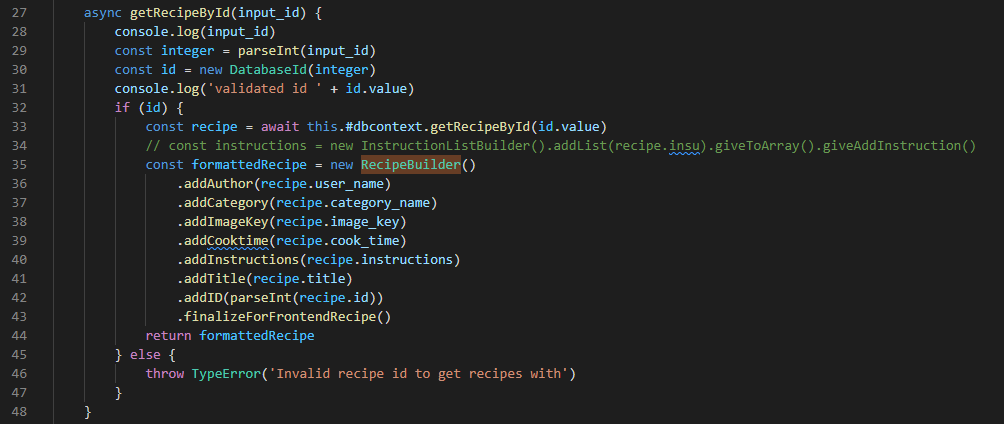 27 async getRecipeById(input_id) {
28 console.log(input_id)
29 const integer = parseInt(input_id)
30 const id = new DatabaseId(integer)
31 console.log('validated id ' + id.value)
32 if (id) {
33 const recipe = await this.#dbcontext.getRecipeById(id.value)
34 // const instructions = new InstructionListBuilder().addList(recipe.insu).giveToArray().giveAddInstruction()
35 const formattedRecipe = new RecipeBuilder()
36 .addAuthor(recipe.user_name)
37 .addCategory(recipe.category_name)
38 .addImageKey(recipe.image_key)
39 .addCooktime(recipe.cook_time)
40 .addInstructions(recipe.instructions)
41 .addTitle(recipe.title)
42 .addID(parseInt(recipe.id))
43 .finalizeForFrontendRecipe()
44 return formattedRecipe
45 } else {
46 throw TypeError('Invalid recipe id to get recipes with')
47 }
48 }